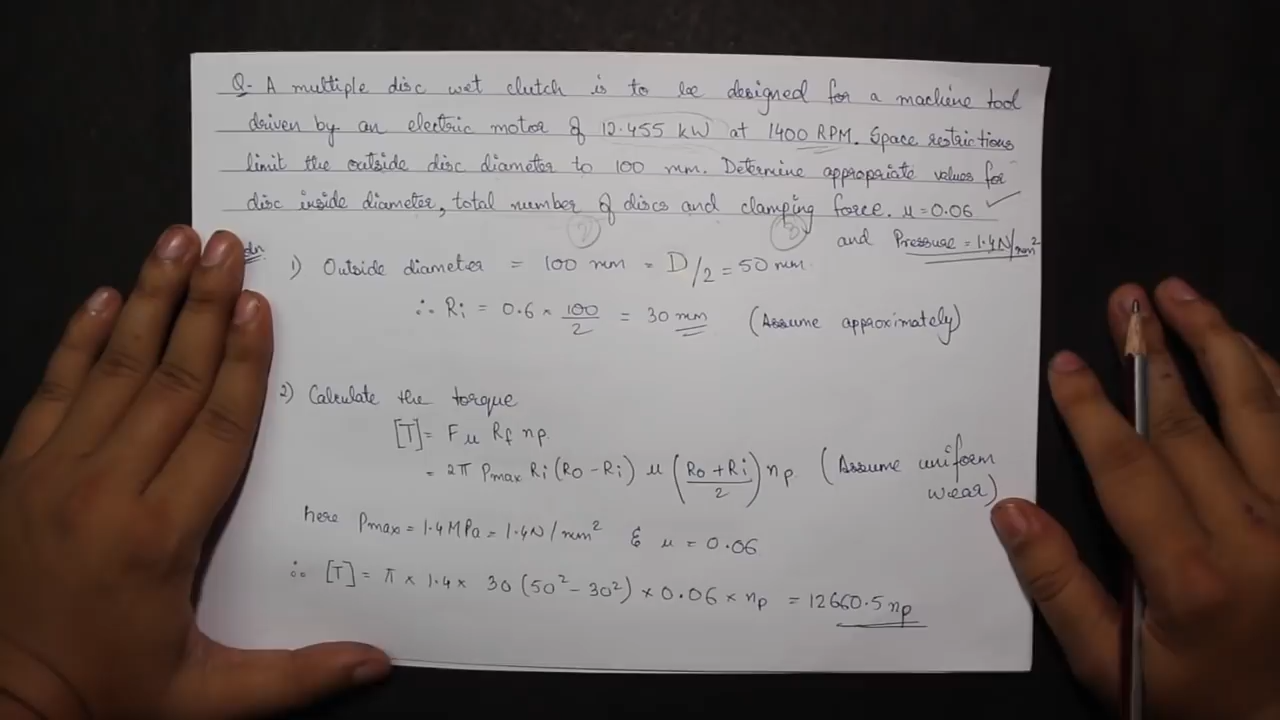 Q- A multiple disc wet clutch is to be designed for a machine tool
driven by an electric motor of 12.455 kW at 1400 RPM. Space restrictions
limit the outside disc diameter to 100 mm. Determine appropriate values for
disc inside diameter, total number of discs and clamping force. μ = 0.06
and Pressure = 1.4N/mm²
1) Outside diameter = 100 mm = D/2 = 50 mm.
∴ Ri = 0.6 × 100/2 = 30 mm (Assume approximately)
2) Calculate the torque
[T] = F μ Rf np.
= 2π Pmax Ri (Ro - Ri) μ (Ro + Ri / 2) np (Assume uniform
wear)
here Pmax = 1.4 MPa = 1.4N/mm² & μ = 0.06
∴ [T] = π × 1.4 × 30 (50² - 30²) × 0.06 × np = 12660.5 np